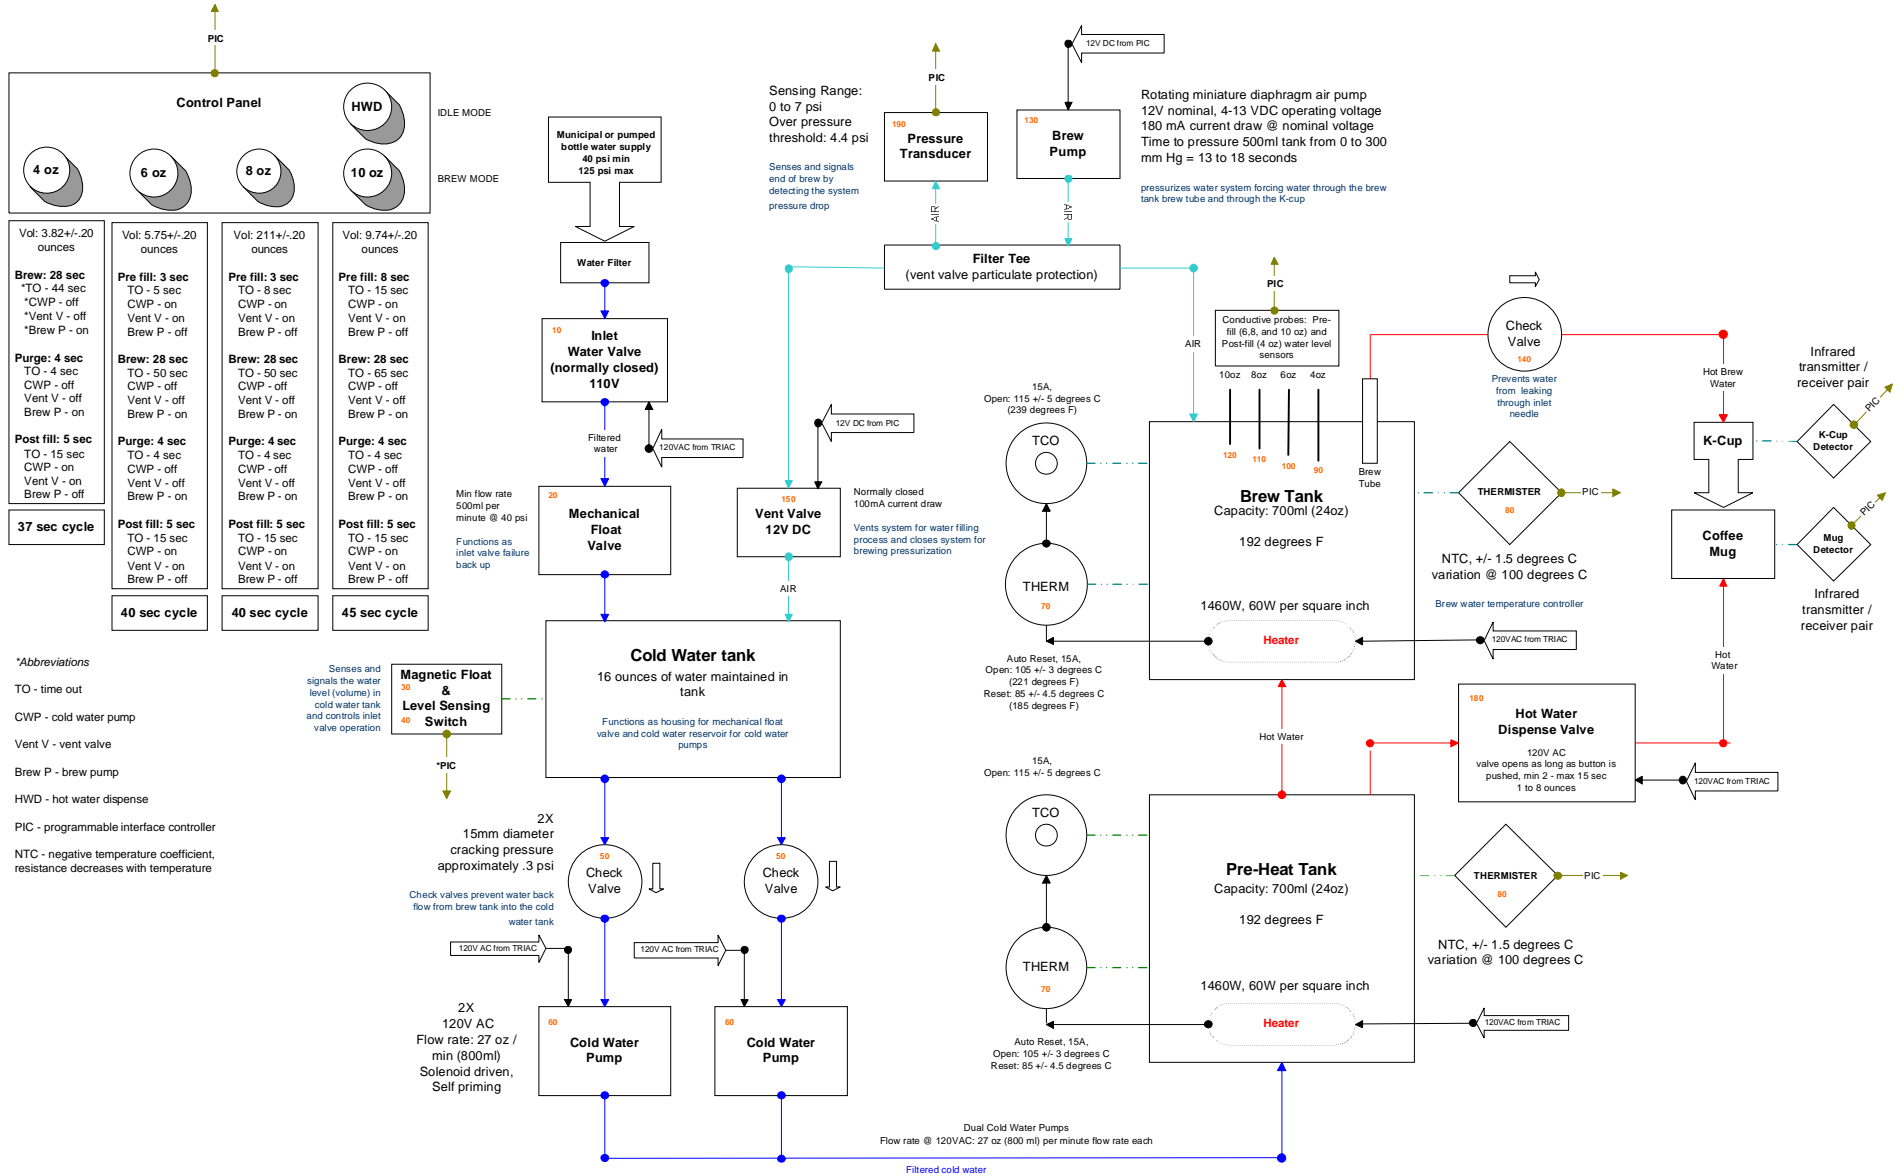 PIC
Control Panel
HWD
IDLE MODE
4 oz
6 oz
8 oz
10 oz
BREW MODE
Vol: 3.82+/-.20
ounces
Brew: 28 sec
*TO - 44 sec
*CWP - off
*Vent V - off
*Brew P - on
Purge: 4 sec
TO - 4 sec
CWP - off
Vent V - off
Brew P - on
Post fill: 5 sec
TO - 15 sec
CWP - on
Vent V - on
Brew P - off
37 sec cycle
Vol: 5.75+/-.20
ounces
Pre fill: 3 sec
TO - 5 sec
CWP - on
Vent V - on
Brew P - off
Brew: 28 sec
TO - 50 sec
CWP - off
Vent V - off
Brew P - on
Purge: 4 sec
TO - 4 sec
CWP - off
Vent V - off
Brew P - on
Post fill: 5 sec
TO - 15 sec
CWP - on
Vent V - on
Brew P - off
40 sec cycle
Vol: 211+/-.20
ounces
Pre fill: 3 sec
TO - 8 sec
CWP - on
Vent V - on
Brew P - off
Brew: 28 sec
TO - 50 sec
CWP - off
Vent V - off
Brew P - on
Purge: 4 sec
TO - 4 sec
CWP - off
Vent V - off
Brew P - on
Post fill: 5 sec
TO - 15 sec
CWP - on
Vent V - on
Brew P - off
40 sec cycle
Vol: 9.74+/-.20
ounces
Pre fill: 8 sec
TO - 15 sec
CWP - on
Vent V - on
Brew P - off
Brew: 28 sec
TO - 65 sec
CWP - off
Vent V - off
Brew P - on
Purge: 4 sec
TO - 4 sec
CWP - off
Vent V - off
Brew P - on
Post fill: 5 sec
TO - 15 sec
CWP - on
Vent V - on
Brew P - off
45 sec cycle
*Abbreviations
TO - time out
CWP - cold water pump
Vent V - vent valve
Brew P - brew pump
HWD - hot water dispense
PIC - programmable interface controller
NTC - negative temperature coefficient,
resistance decreases with temperature
Municipal or pumped
bottle water supply
40 psi min
125 psi max
Water Filter
10
Inlet
Water Valve
(normally closed)
110V
Filtered
water
120VAC from TRIAC
Min flow rate
500ml per
minute @ 40 psi
Functions as
inlet valve failure
back up
20
Mechanical
Float
Valve
Senses and
signals the water
level (volume) in
cold water tank
and controls inlet
valve operation
Magnetic Float
30
&
Level Sensing
40
Switch
*PIC
Cold Water tank
16 ounces of water maintained in
tank
Functions as housing for mechanical float
valve and cold water reservoir for cold water
pumps
2X
15mm diameter
cracking pressure
approximately .3 psi
Check valves prevent water back
flow from brew tank into the cold
water tank
50
Check
Valve
50
Check
Valve
120V AC from TRIAC
120V AC from TRIAC
2X
120V AC
Flow rate: 27 oz /
min (800ml)
Solenoid driven,
Self priming
60
Cold Water
Pump
60
Cold Water
Pump
Dual Cold Water Pumps
Flow rate @ 120VAC: 27 oz (800 ml) per minute flow rate each
Filtered cold water
Sensing Range:
0 to 7 psi
Over pressure
threshold: 4.4 psi
Senses and signals
end of brew by
detecting the system
pressure drop
PIC
190
Pressure
Transducer
AIR
12V DC from PIC
130
Brew
Pump
AIR
Rotating miniature diaphragm air pump
12V nominal, 4-13 VDC operating voltage
180 mA current draw @ nominal voltage
Time to pressure 500ml tank from 0 to 300
mm Hg = 13 to 18 seconds
pressurizes water system forcing water through the brew
tank brew tube and through the K-cup
Filter Tee
(vent valve particulate protection)
12V DC from PIC
150
Vent Valve
12V DC
Normally closed
100mA current draw
Vents system for water filling
process and closes system for
brewing pressurization
AIR
AIR
PIC
Conductive probes: Pre-
fill (6,8, and 10 oz) and
Post-fill (4 oz) water level
sensors
10oz
8oz
6oz
4oz
120
110
100
90
Brew
Tube
15A,
Open: 115 +/- 5 degrees C
(239 degrees F)
TCO
THERM
70
Auto Reset, 15A,
Open: 105 +/- 3 degrees C
(221 degrees F)
Reset: 85 +/- 4.5 degrees C
(185 degrees F)
Brew Tank
Capacity: 700ml (24oz)
192 degrees F
1460W, 60W per square inch
Heater
120VAC from TRIAC
THERMISTER
80
PIC
NTC, +/- 1.5 degrees C
variation @ 100 degrees C
Brew water temperature controller
Check
Valve
140
Prevents water
from leaking
through inlet
needle
Hot Brew
Water
K-Cup
Infrared
transmitter /
receiver pair
K-Cup
Detector
PIC
Coffee
Mug
Mug
Detector
PIC
Infrared
transmitter /
receiver pair
Hot
Water
180
Hot Water
Dispense Valve
120V AC
valve opens as long as button is
pushed, min 2 - max 15 sec
1 to 8 ounces
120VAC from TRIAC
Hot Water
15A,
Open: 115 +/- 5 degrees C
TCO
THERM
70
Auto Reset, 15A,
Open: 105 +/- 3 degrees C
Reset: 85 +/- 4.5 degrees C
Pre-Heat Tank
Capacity: 700ml (24oz)
192 degrees F
1460W, 60W per square inch
Heater
120VAC from TRIAC
THERMISTER
80
PIC
NTC, +/- 1.5 degrees C
variation @ 100 degrees C